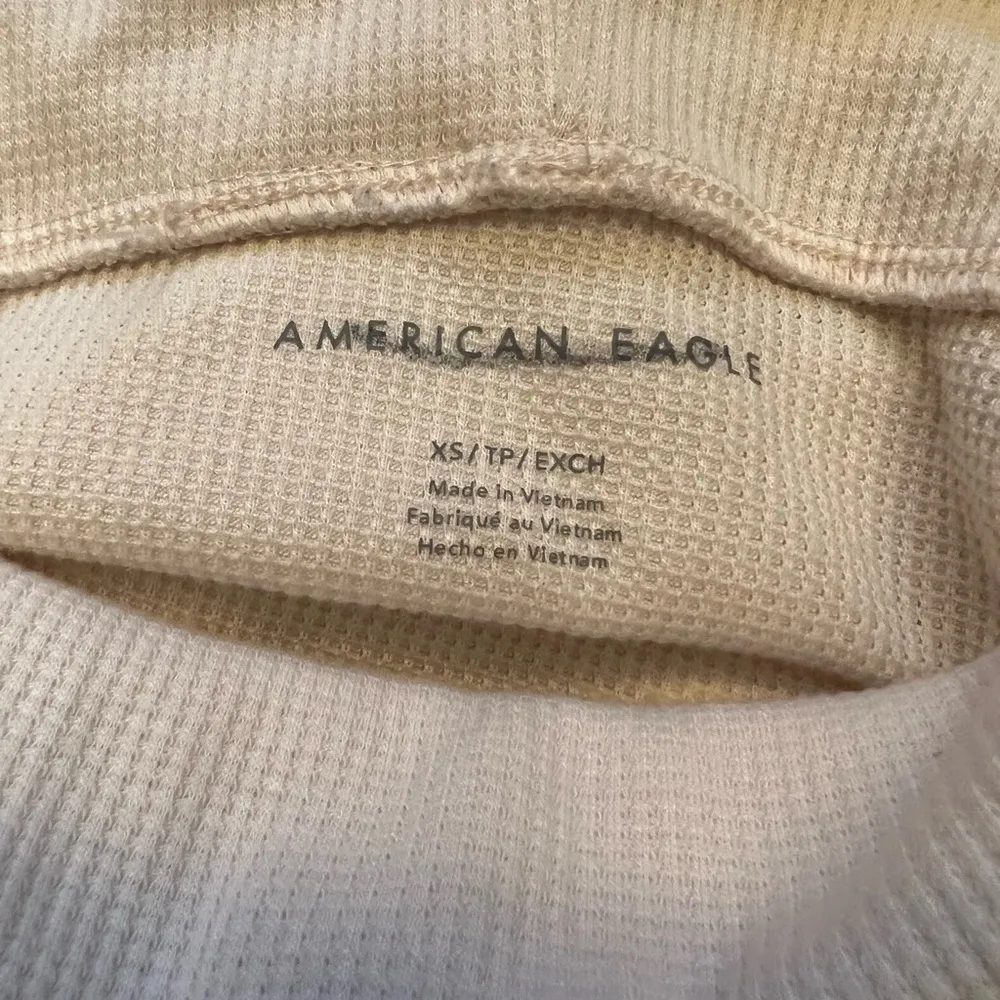 AMERICAN EAGLE
XS/TP/EXCH
Made in Vietnam
Fabriqué au Vietnam
Hecho en Vietnam